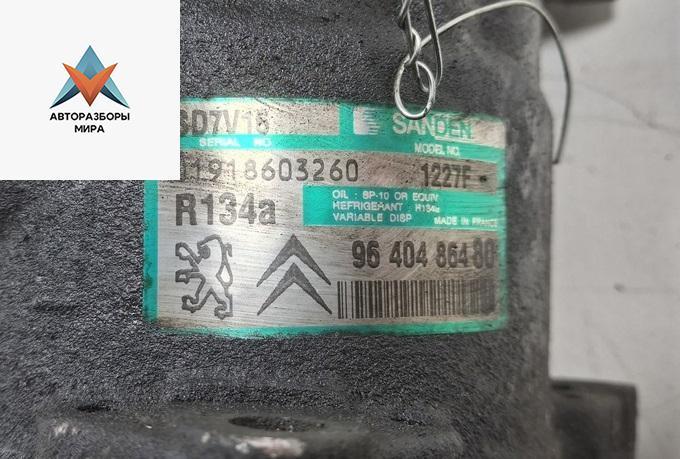 АВТОРАЗБОРЫ
МИРА
SD7V16
SANDEN
SERIAL NO.
MODEL NO.
11918603260
1227F -
R134a
OIL : SP-10 OR EQUIV
REFRIGERANT : R134a
VARIABLE DISP
MADE IN FRANCE
96 404 864 80